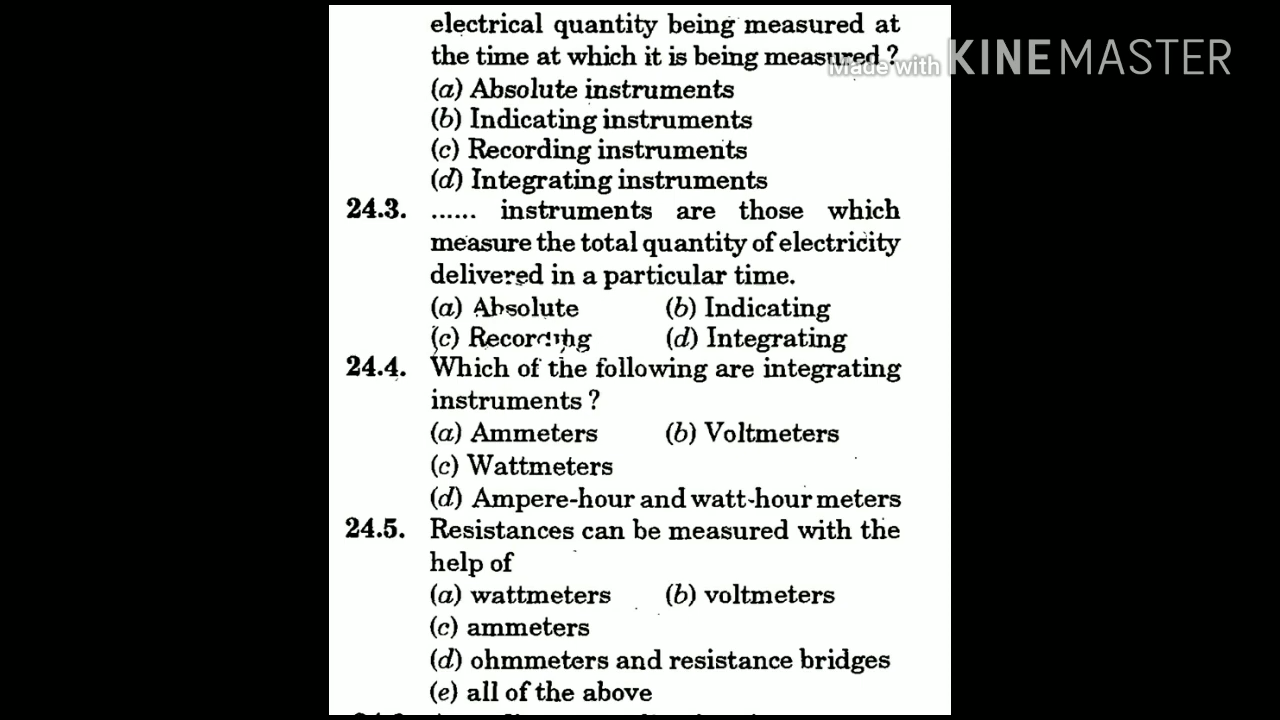 electrical quantity being measured at
the time at which it is being measured ?
Made with KINEMASTER
(a) Absolute instruments
(b) Indicating instruments
(c) Recording instruments
(d) Integrating instruments
24.3. ...... instruments are those which
measure the total quantity of electricity
delivered in a particular time.
(a) Absolute (b) Indicating
(c) Recording (d) Integrating
24.4. Which of the following are integrating
instruments ?
(a) Ammeters (b) Voltmeters
(c) Wattmeters
(d) Ampere-hour and watt-hour meters
24.5. Resistances can be measured with the
help of
(a) wattmeters (b) voltmeters
(c) ammeters
(d) ohmmeters and resistance bridges
(e) all of the above